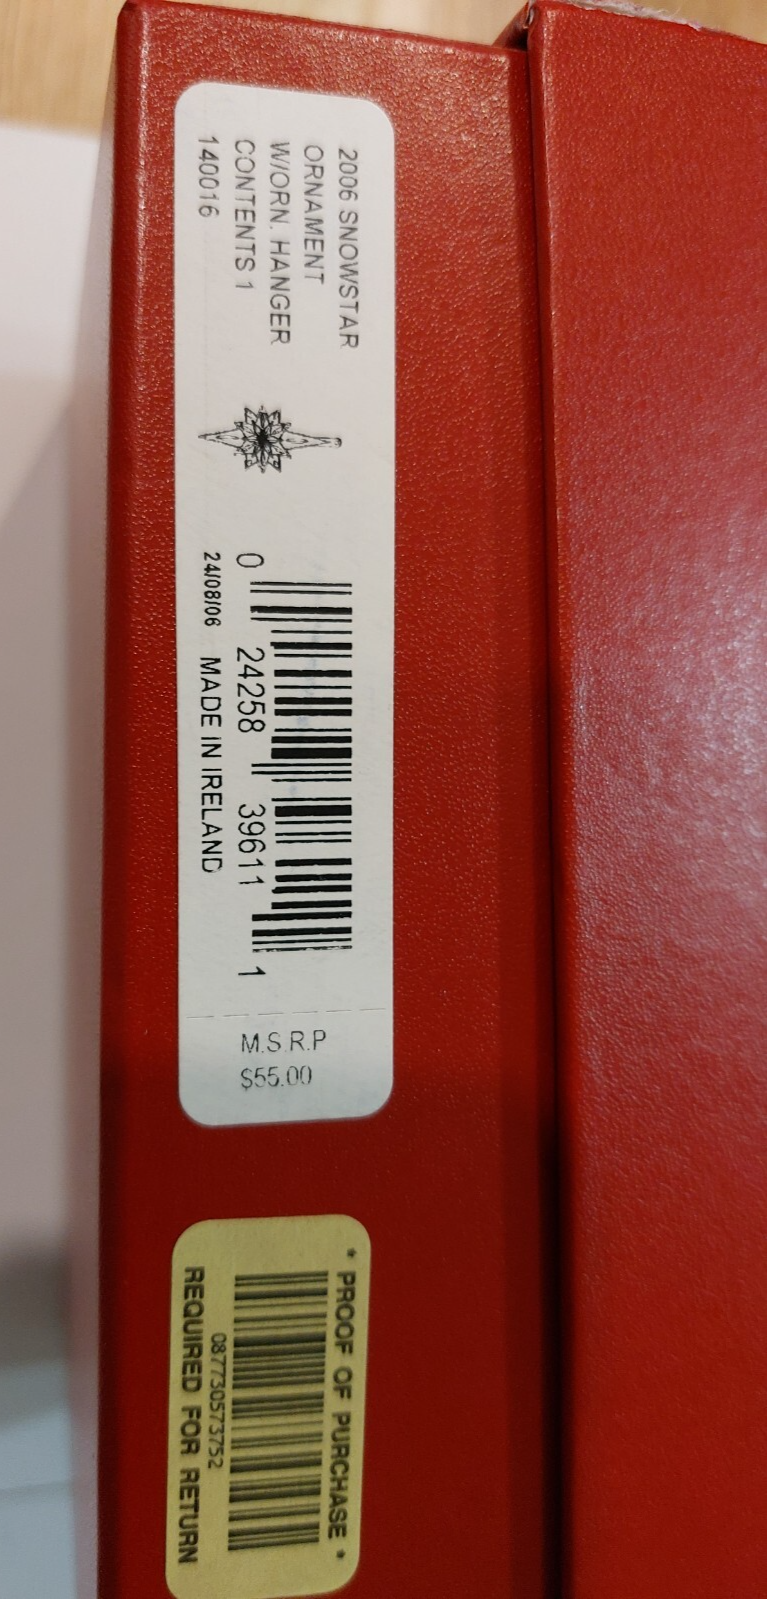 2006 SNOWSTAR
ORNAMENT
W/ORN. HANGER
CONTENTS 1
140016
0 24258 39611 1
24/08/06 MADE IN IRELAND
M.S.R.P
$55.00
* PROOF OF PURCHASE *
087730573752
REQUIRED FOR RETURN